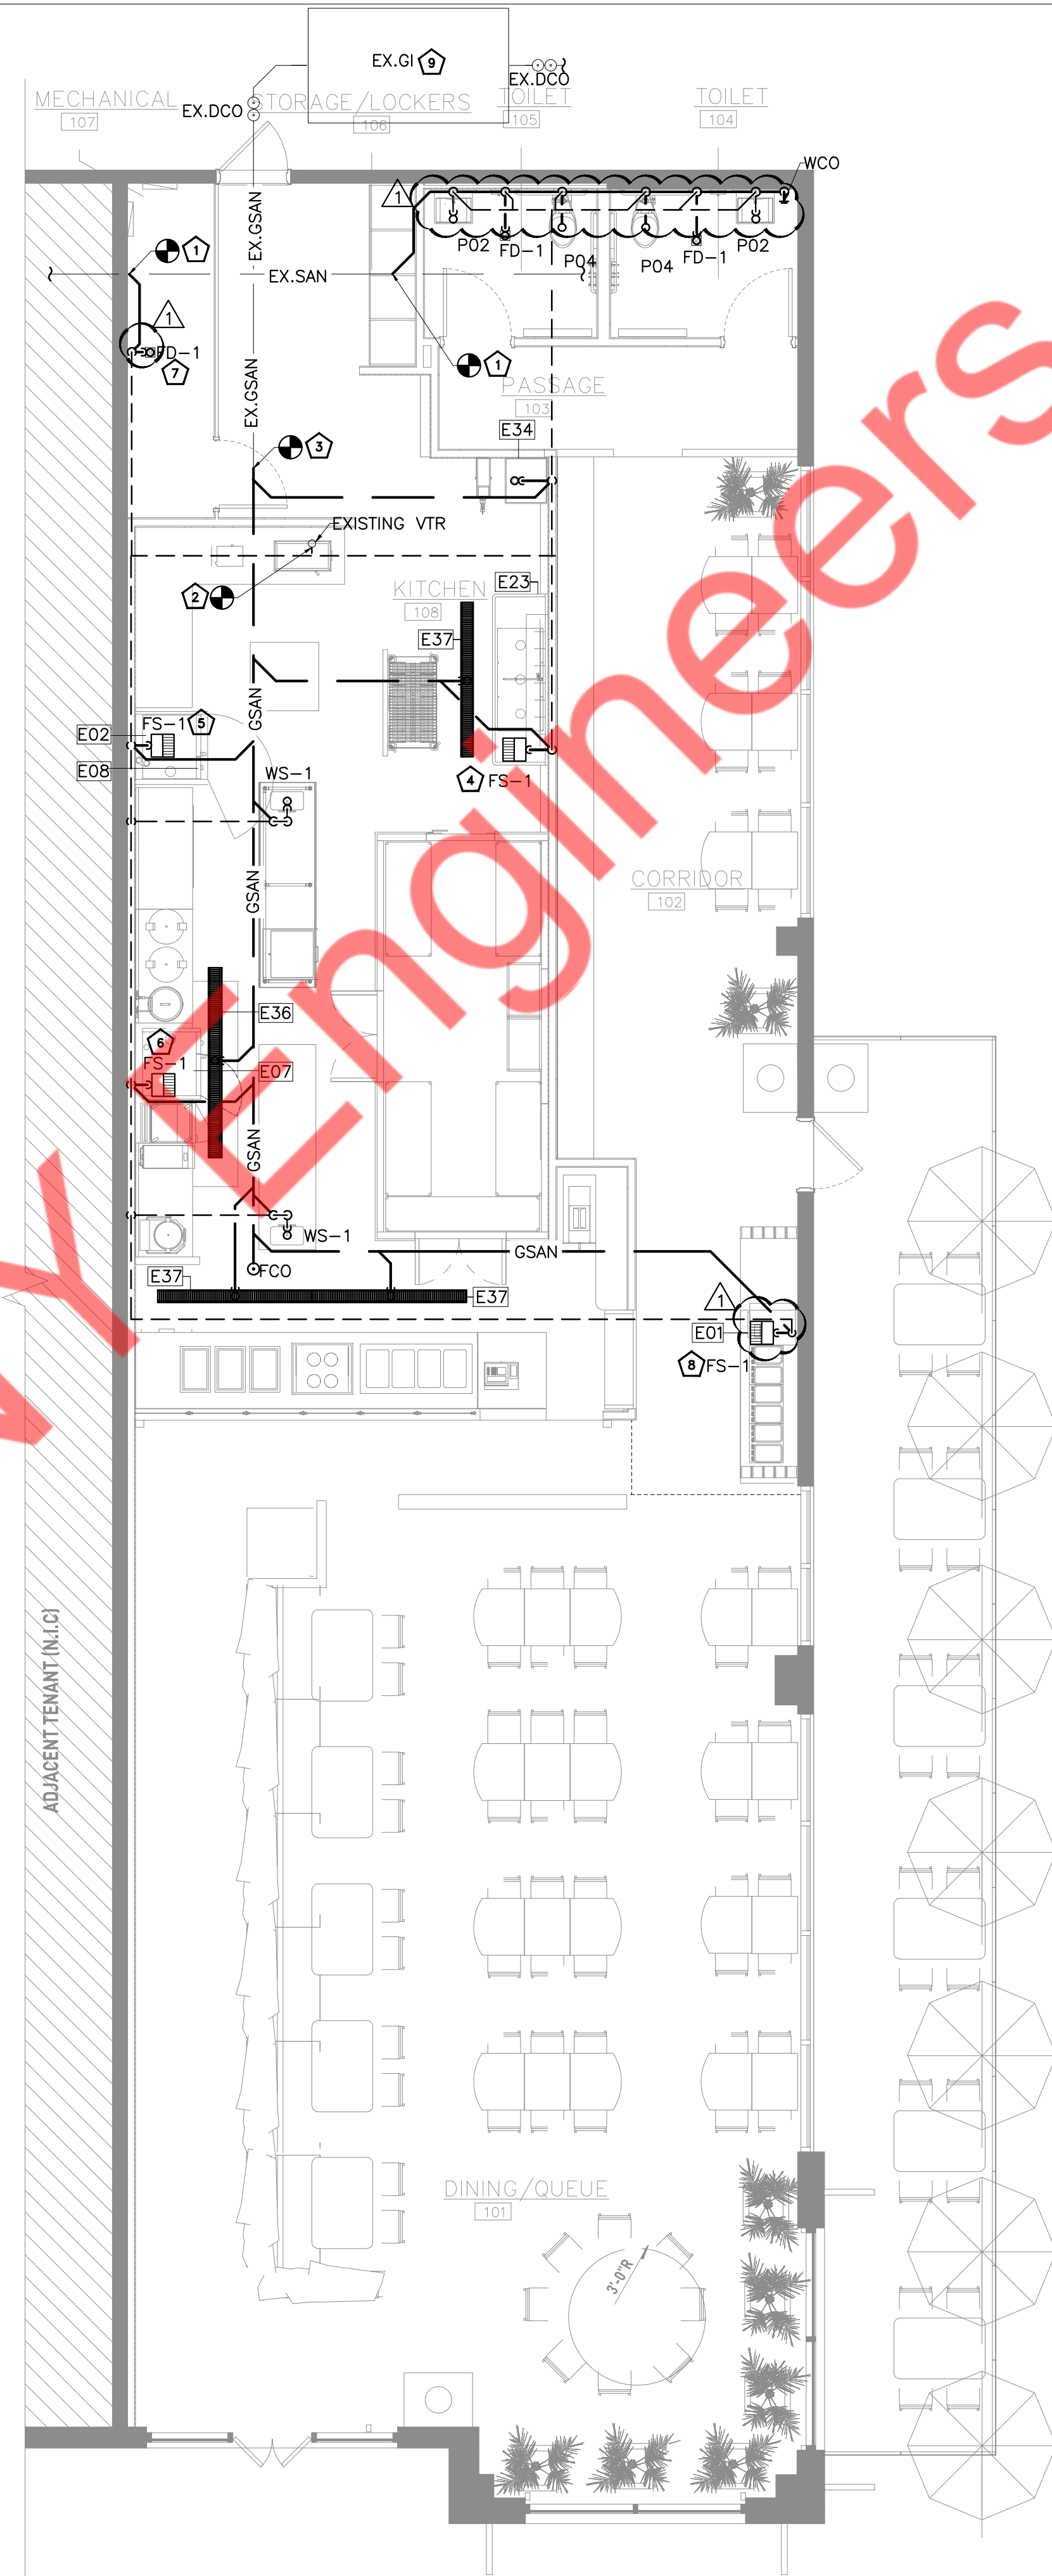 EX.GI 9
EX.DCO
EX.DCO
MECHANICAL
107
STORAGE/LOCKERS
106
TOILET
105
TOILET
104
WCO
1
P02
FD-1
P04
P04
FD-1
P02
EX.GSAN
EX.SAN
1
1
FD-1
7
1
EX.GSAN
PASSAGE
103
3
E34
EXISTING VTR
2
KITCHEN
108
E23
E37
GSAN
E02
FS-1 5
E08
WS-1
4 FS-1
CORRIDOR
102
GSAN
E36
6
FS-1
E07
GSAN
WS-1
GSAN
FCO
E37
E37
1
E01
8 FS-1
ADJACENT TENANT (N.I.C)
DINING/QUEUE
101
3'-0"R
NY Engineers